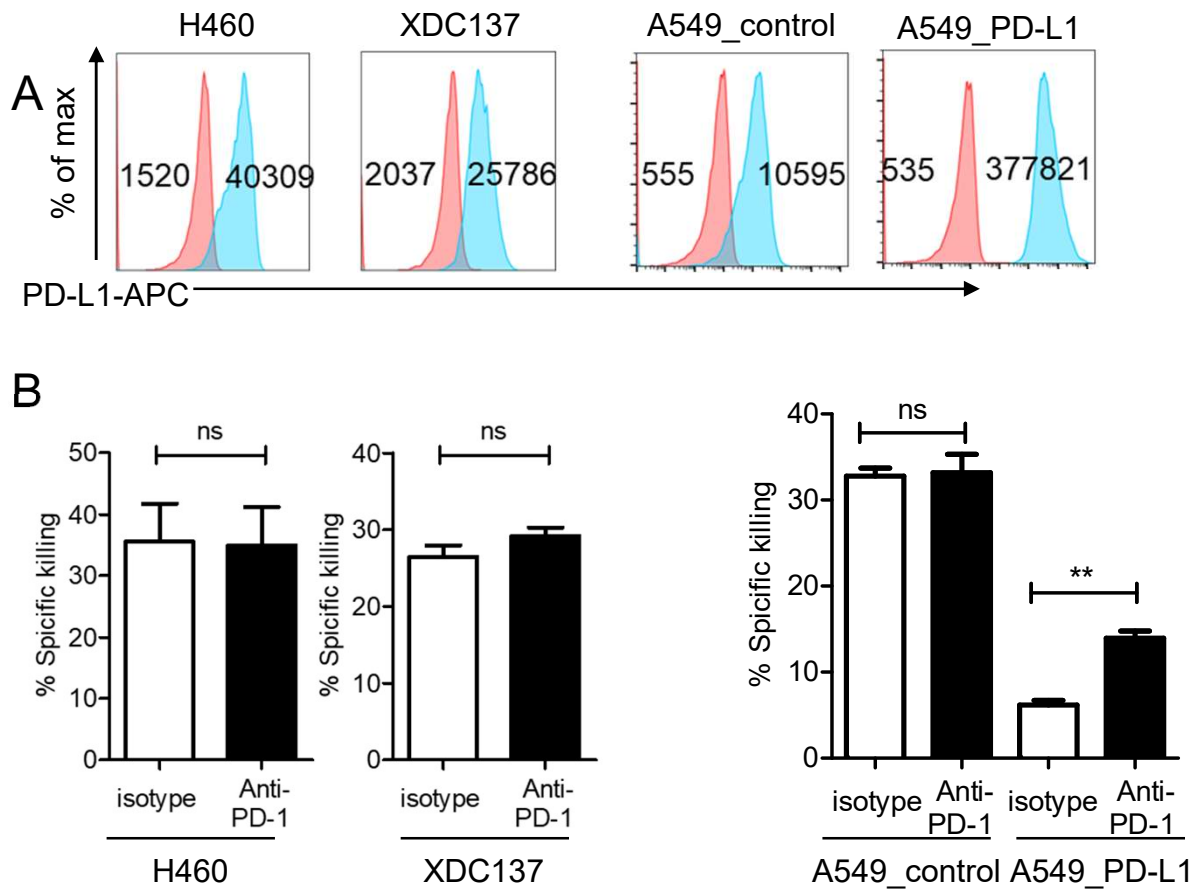 H460 XDC137 A549_control A549_PD-L1
A
% of max
1520 40309 2037 25786 555 10595 535 377821
PD-L1-APC
B
ns
50
40
30
20
10
0
% Spicific killing
isotype Anti-
PD-1
H460
ns
40
30
20
10
0
% Spicific killing
isotype Anti-
PD-1
XDC137
ns
**
40
30
20
10
0
% Spicific killing
isotype Anti- isotype Anti-
PD-1 PD-1
A549_control A549_PD-L1